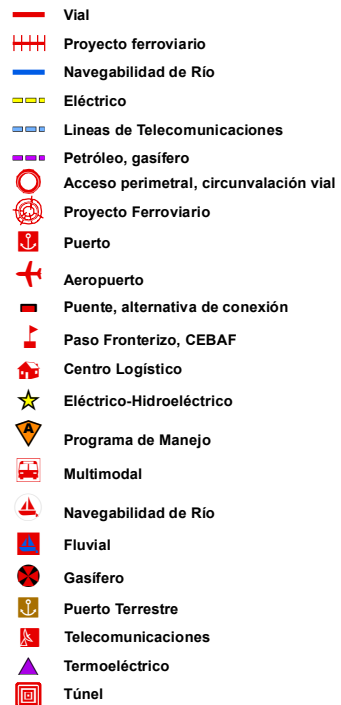 Vial
Proyecto ferroviario
Navegabilidad de Río
Eléctrico
Lineas de Telecomunicaciones
Petróleo, gasífero
Acceso perimetral, circunvalación vial
Proyecto Ferroviario
Puerto
Aeropuerto
Puente, alternativa de conexión
Paso Fronterizo, CEBAF
Centro Logístico
Eléctrico-Hidroeléctrico
A
Programa de Manejo
Multimodal
Navegabilidad de Río
Fluvial
Gasífero
Puerto Terrestre
Telecomunicaciones
Termoeléctrico
Túnel